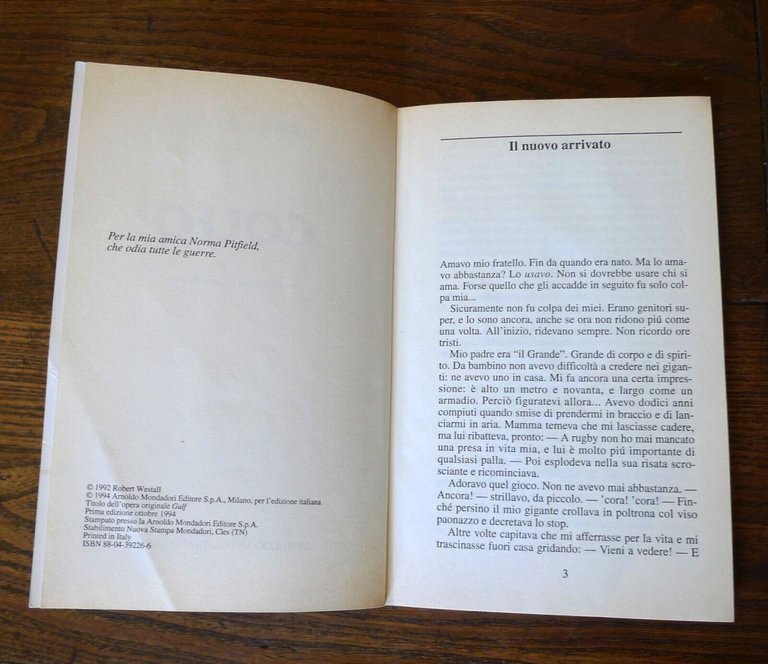 Per la mia amica Norma Pitfield,
che odia tutte le guerre.
© 1992 Robert Westall
© 1994 Arnoldo Mondadori Editore S.p.A., Milano, per l'edizione italiana
Titolo dell'opera originale Gulf
Prima edizione ottobre 1994
Stampato presso la Arnoldo Mondadori Editore S.p.A.
Stabilimento Nuova Stampa Mondadori, Cles (TN)
Printed in Italy
ISBN 88-04-39226-6
Il nuovo arrivato
Amavo mio fratello. Fin da quando era nato. Ma lo ama-
vo abbastanza? Lo usavo. Non si dovrebbe usare chi si
ama. Forse quello che gli accadde in seguito fu solo col-
pa mia...
Sicuramente non fu colpa dei miei. Erano genitori su-
per, e lo sono ancora, anche se ora non ridono piú come
una volta. All'inizio, ridevano sempre. Non ricordo ore
tristi.
Mio padre era “il Grande”. Grande di corpo e di spiri-
to. Da bambino non avevo difficoltà a credere nei gigan-
ti: ne avevo uno in casa. Mi fa ancora una certa impres-
sione: è alto un metro e novanta, e largo come un
armadio. Perciò figuratevi allora... Avevo dodici anni
compiuti quando smise di prendermi in braccio e di lan-
ciarmi in aria. Mamma temeva che mi lasciasse cadere,
ma lui ribatteva, pronto: — A rugby non ho mai mancato
una presa in vita mia, e lui è molto piú importante di
qualsiasi palla. — Poi esplodeva nella sua risata scro-
sciante e ricominciava.
Adoravo quel gioco. Non ne avevo mai abbastanza. —
Ancora! — strillavo, da piccolo. — 'cora! 'cora! — Fin-
ché persino il mio gigante crollava in poltrona col viso
paonazzo e decretava lo stop.
Altre volte capitava che mi afferrasse per la vita e mi
trascinasse fuori casa gridando: — Vieni a vedere! — E
3